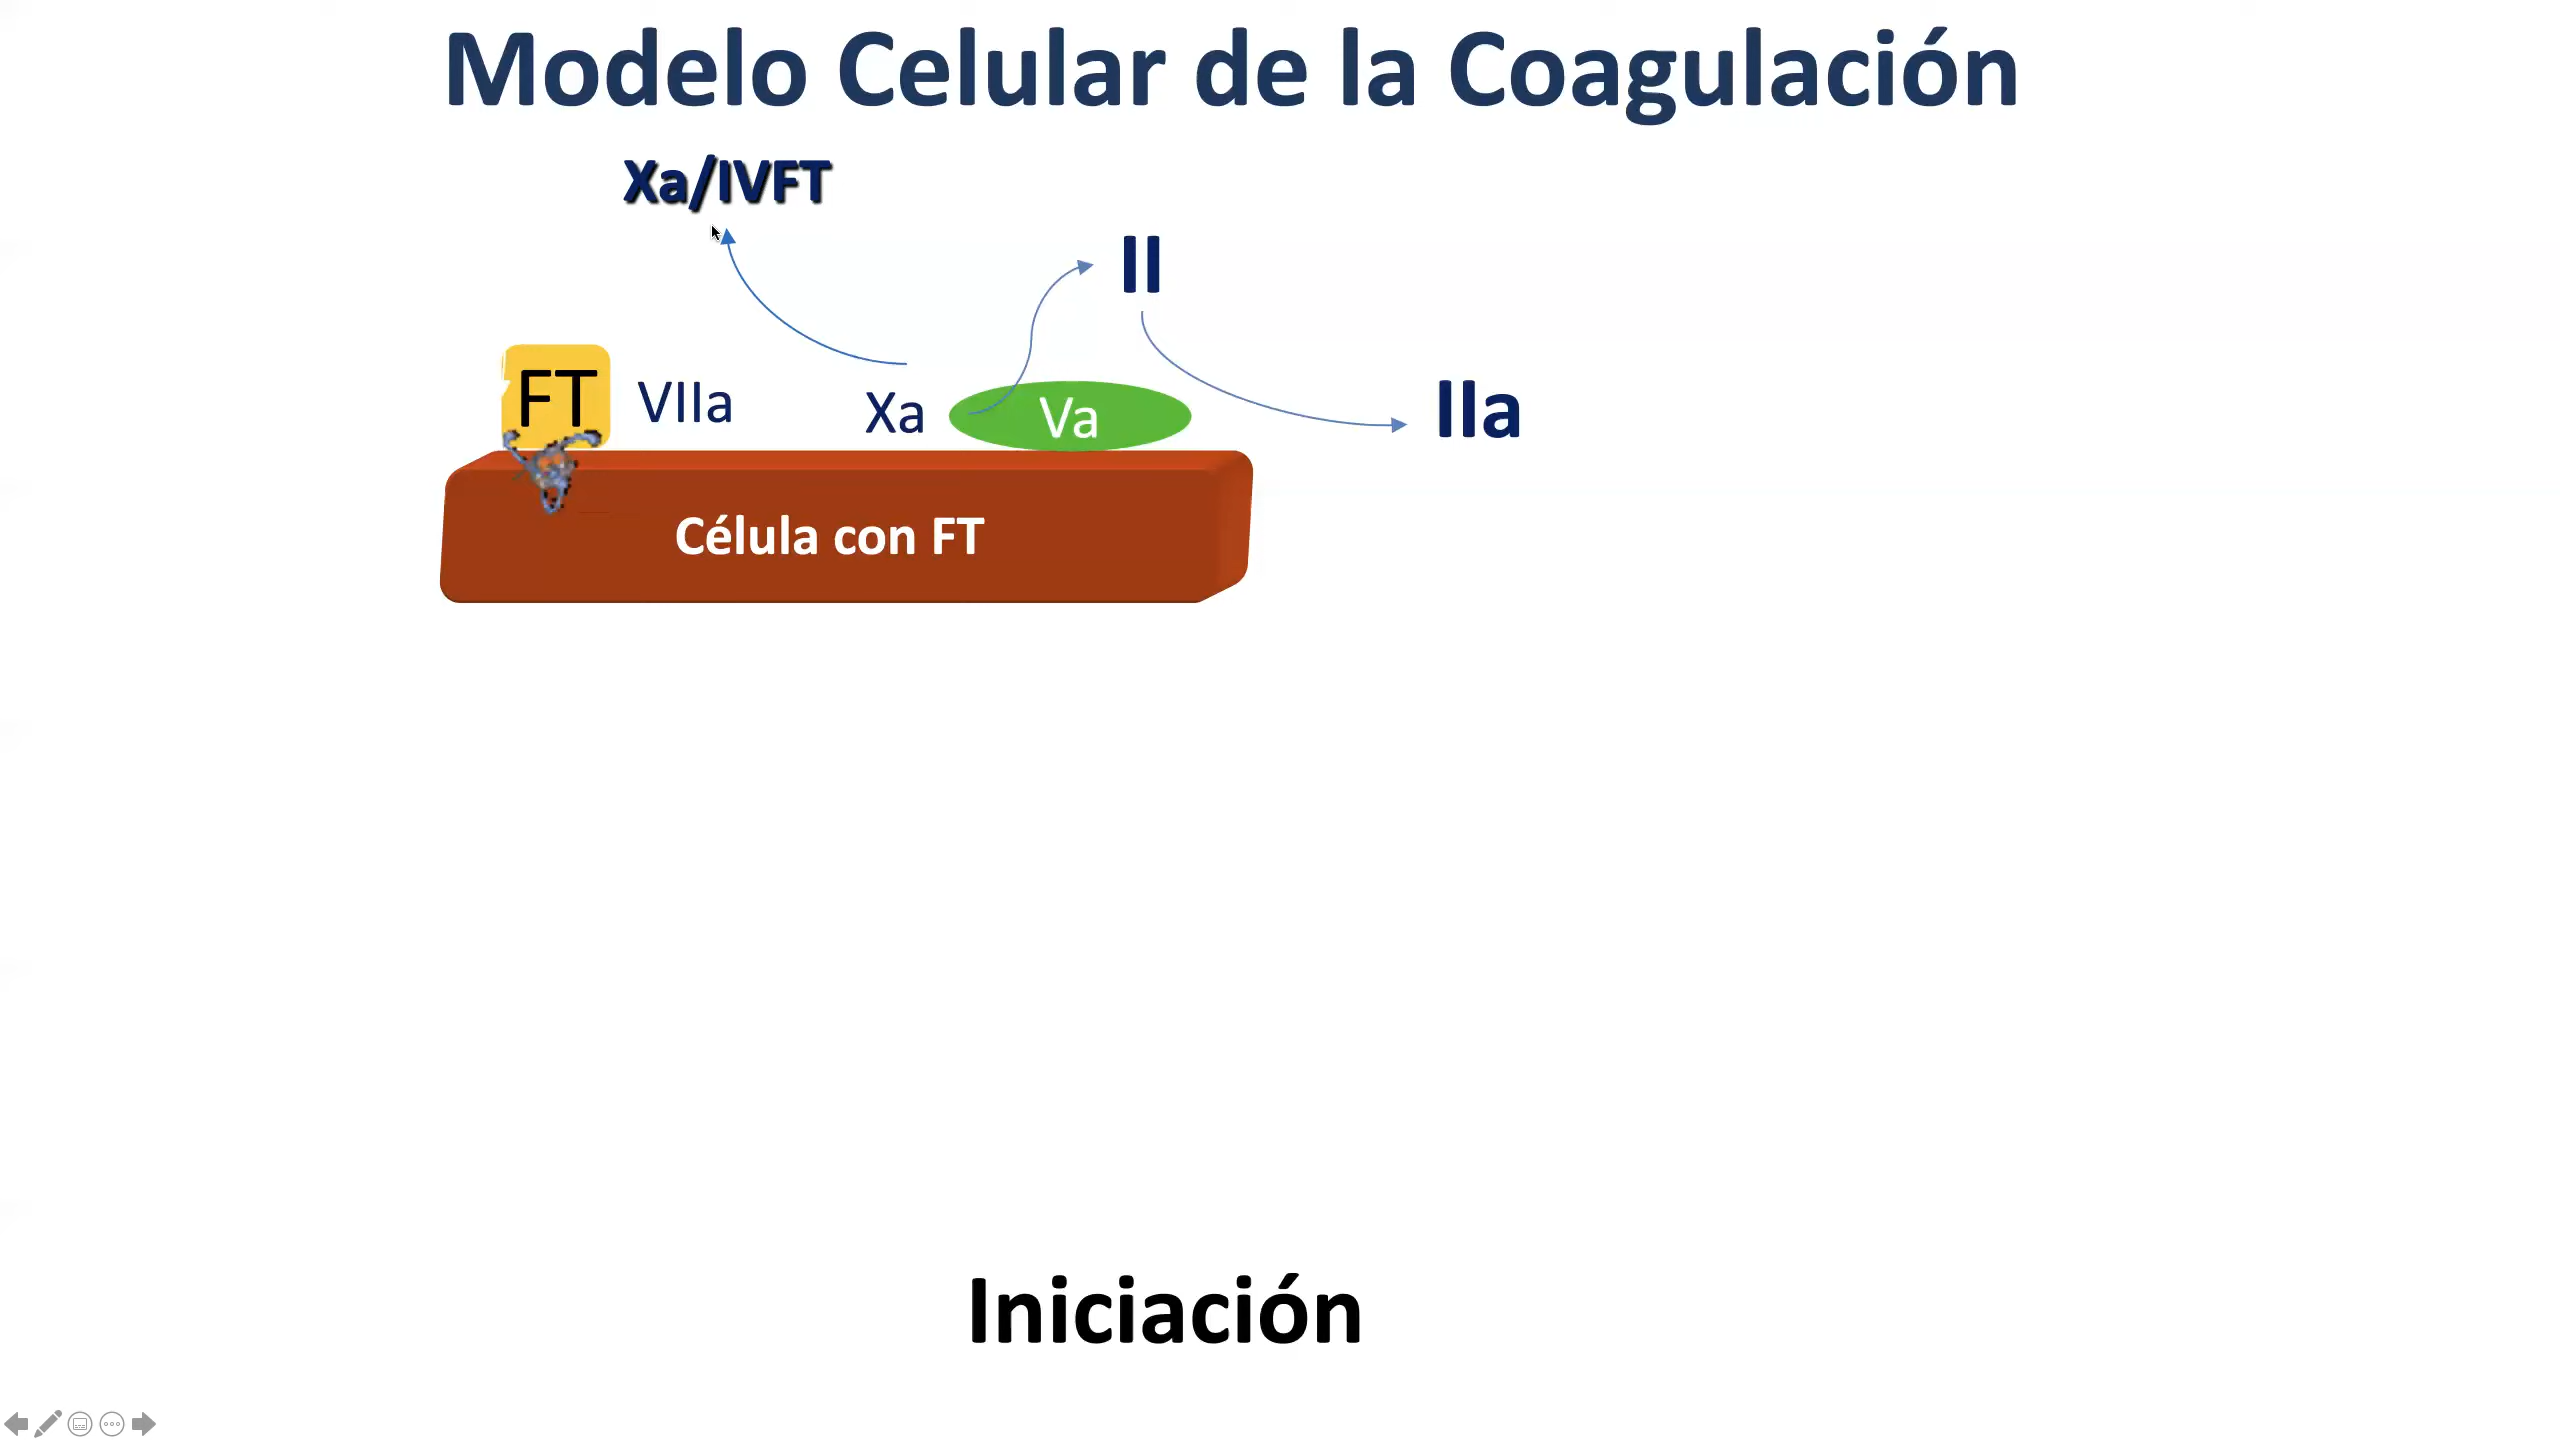 Modelo Celular de la Coagulación
Xa/IVFT
II
FT
VIIa
Xa
Va
IIa
Célula con FT
Iniciación